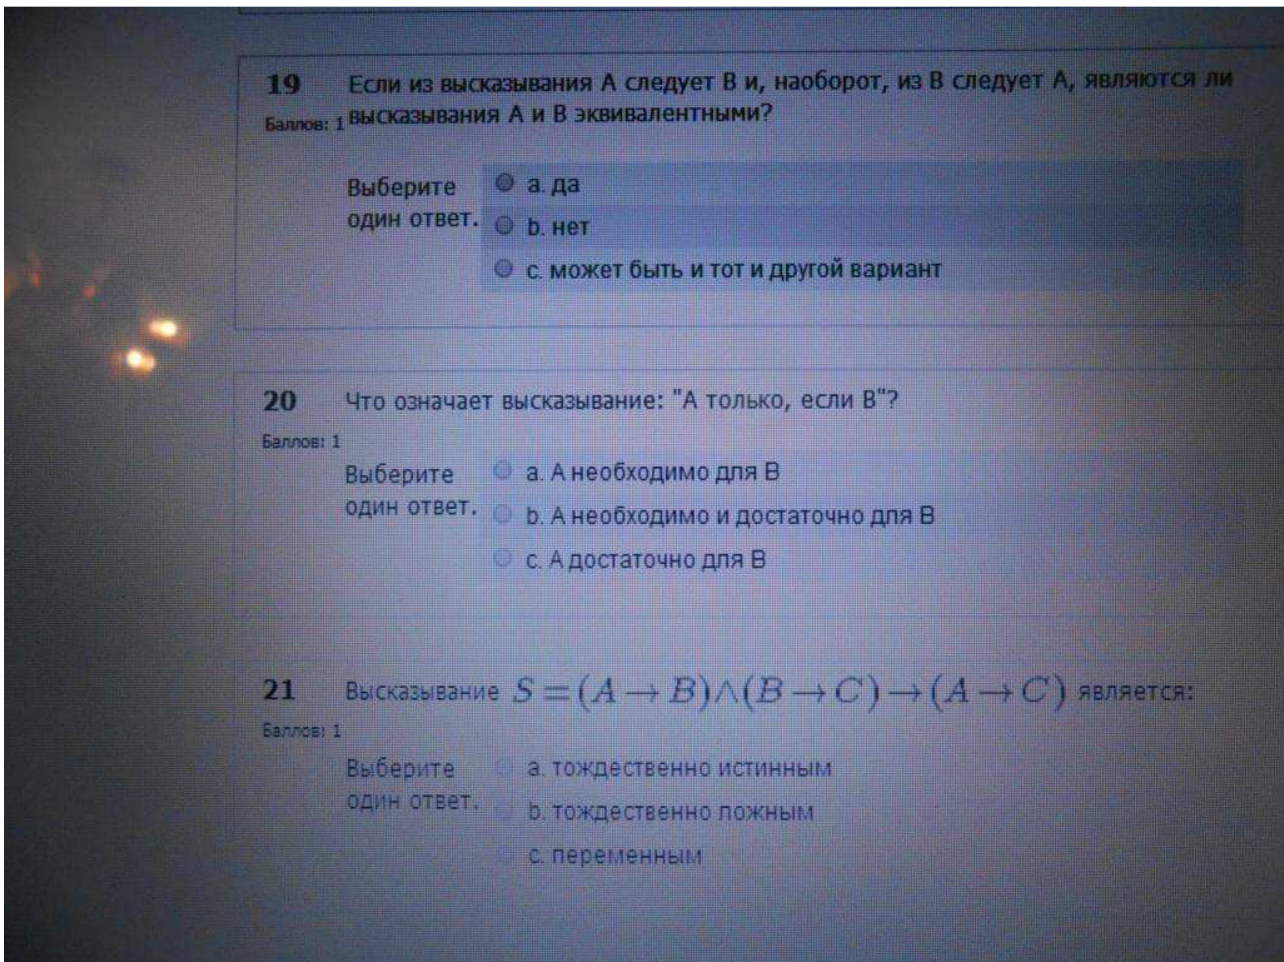 19 Если из высказывания A следует B и, наоборот, из B следует A, являются ли
Баллов: 1 высказывания A и B эквивалентными?
Выберите
один ответ.
a. да
b. нет
c. может быть и тот и другой вариант
20 Что означает высказывание: "A только, если B"?
Баллов: 1
Выберите
один ответ.
a. A необходимо для B
b. A необходимо и достаточно для B
c. A достаточно для B
21 Высказывание S=(A→B)∧(B→C)→(A→C) является:
Баллов: 1
Выберите
один ответ.
a. тождественно истинным
b. тождественно ложным
c. переменным